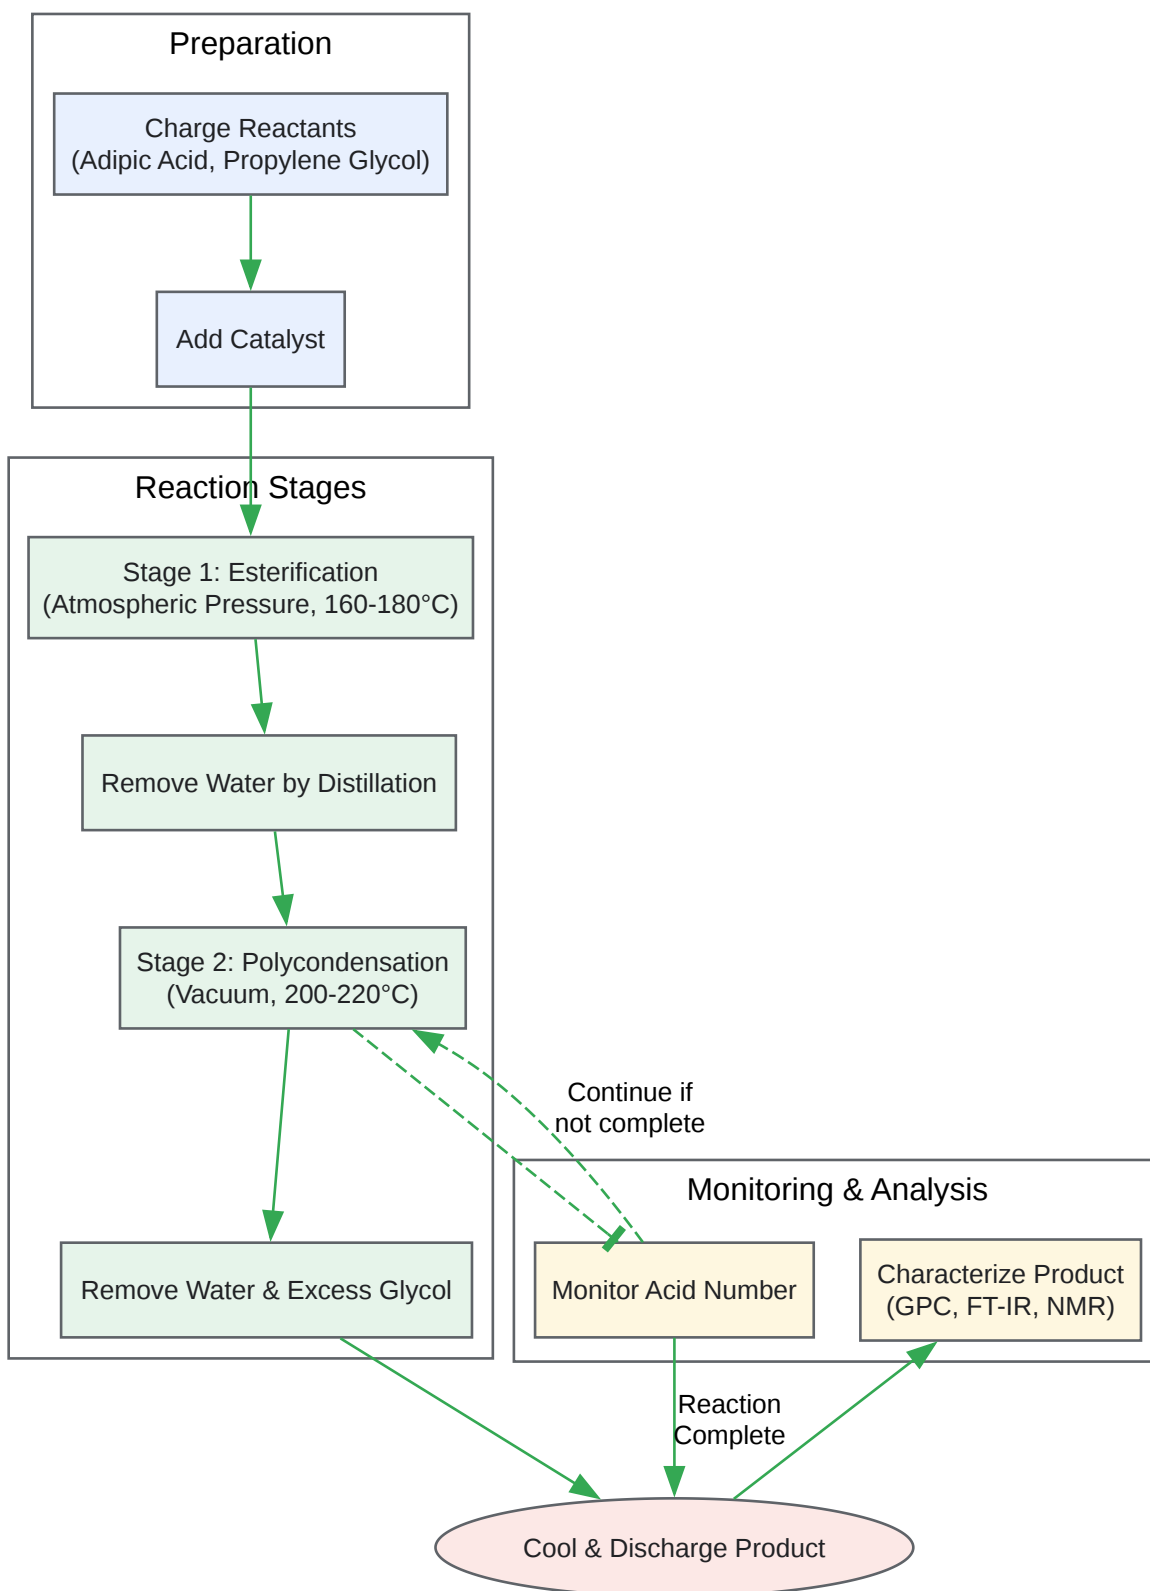 Preparation
Charge Reactants
(Adipic Acid, Propylene Glycol)
Add Catalyst
Reaction Stages
Stage 1: Esterification
(Atmospheric Pressure, 160-180°C)
Remove Water by Distillation
Stage 2: Polycondensation
(Vacuum, 200-220°C)
Continue if
not complete
Monitoring & Analysis
Remove Water & Excess Glycol
Monitor Acid Number
Characterize Product
(GPC, FT-IR, NMR)
Reaction
Complete
Cool & Discharge Product